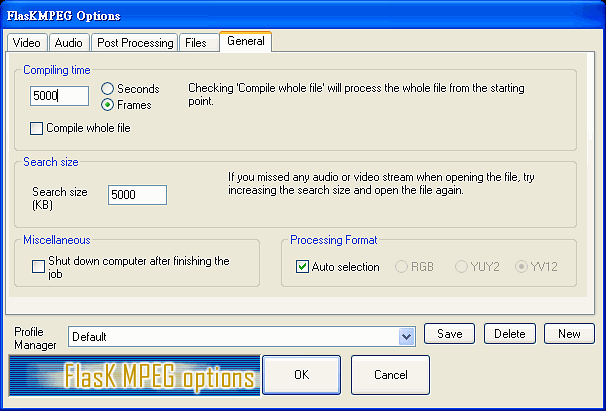 FlasKMPEG Options
Video Audio Post Processing Files General
Compiling time
5000
Seconds
Frames
Checking 'Compile whole file' will process the whole file from the starting
point.
Compile whole file
Search size
Search size
(KB)
5000
If you missed any audio or video stream when opening the file, try
increasing the search size and open the file again.
Miscellaneous
Shut down computer after finishing the
job
Processing Format
Auto selection RGB YUY2 YV12
Profile
Manager
Default
Save Delete New
FlasK MPEG options
OK Cancel